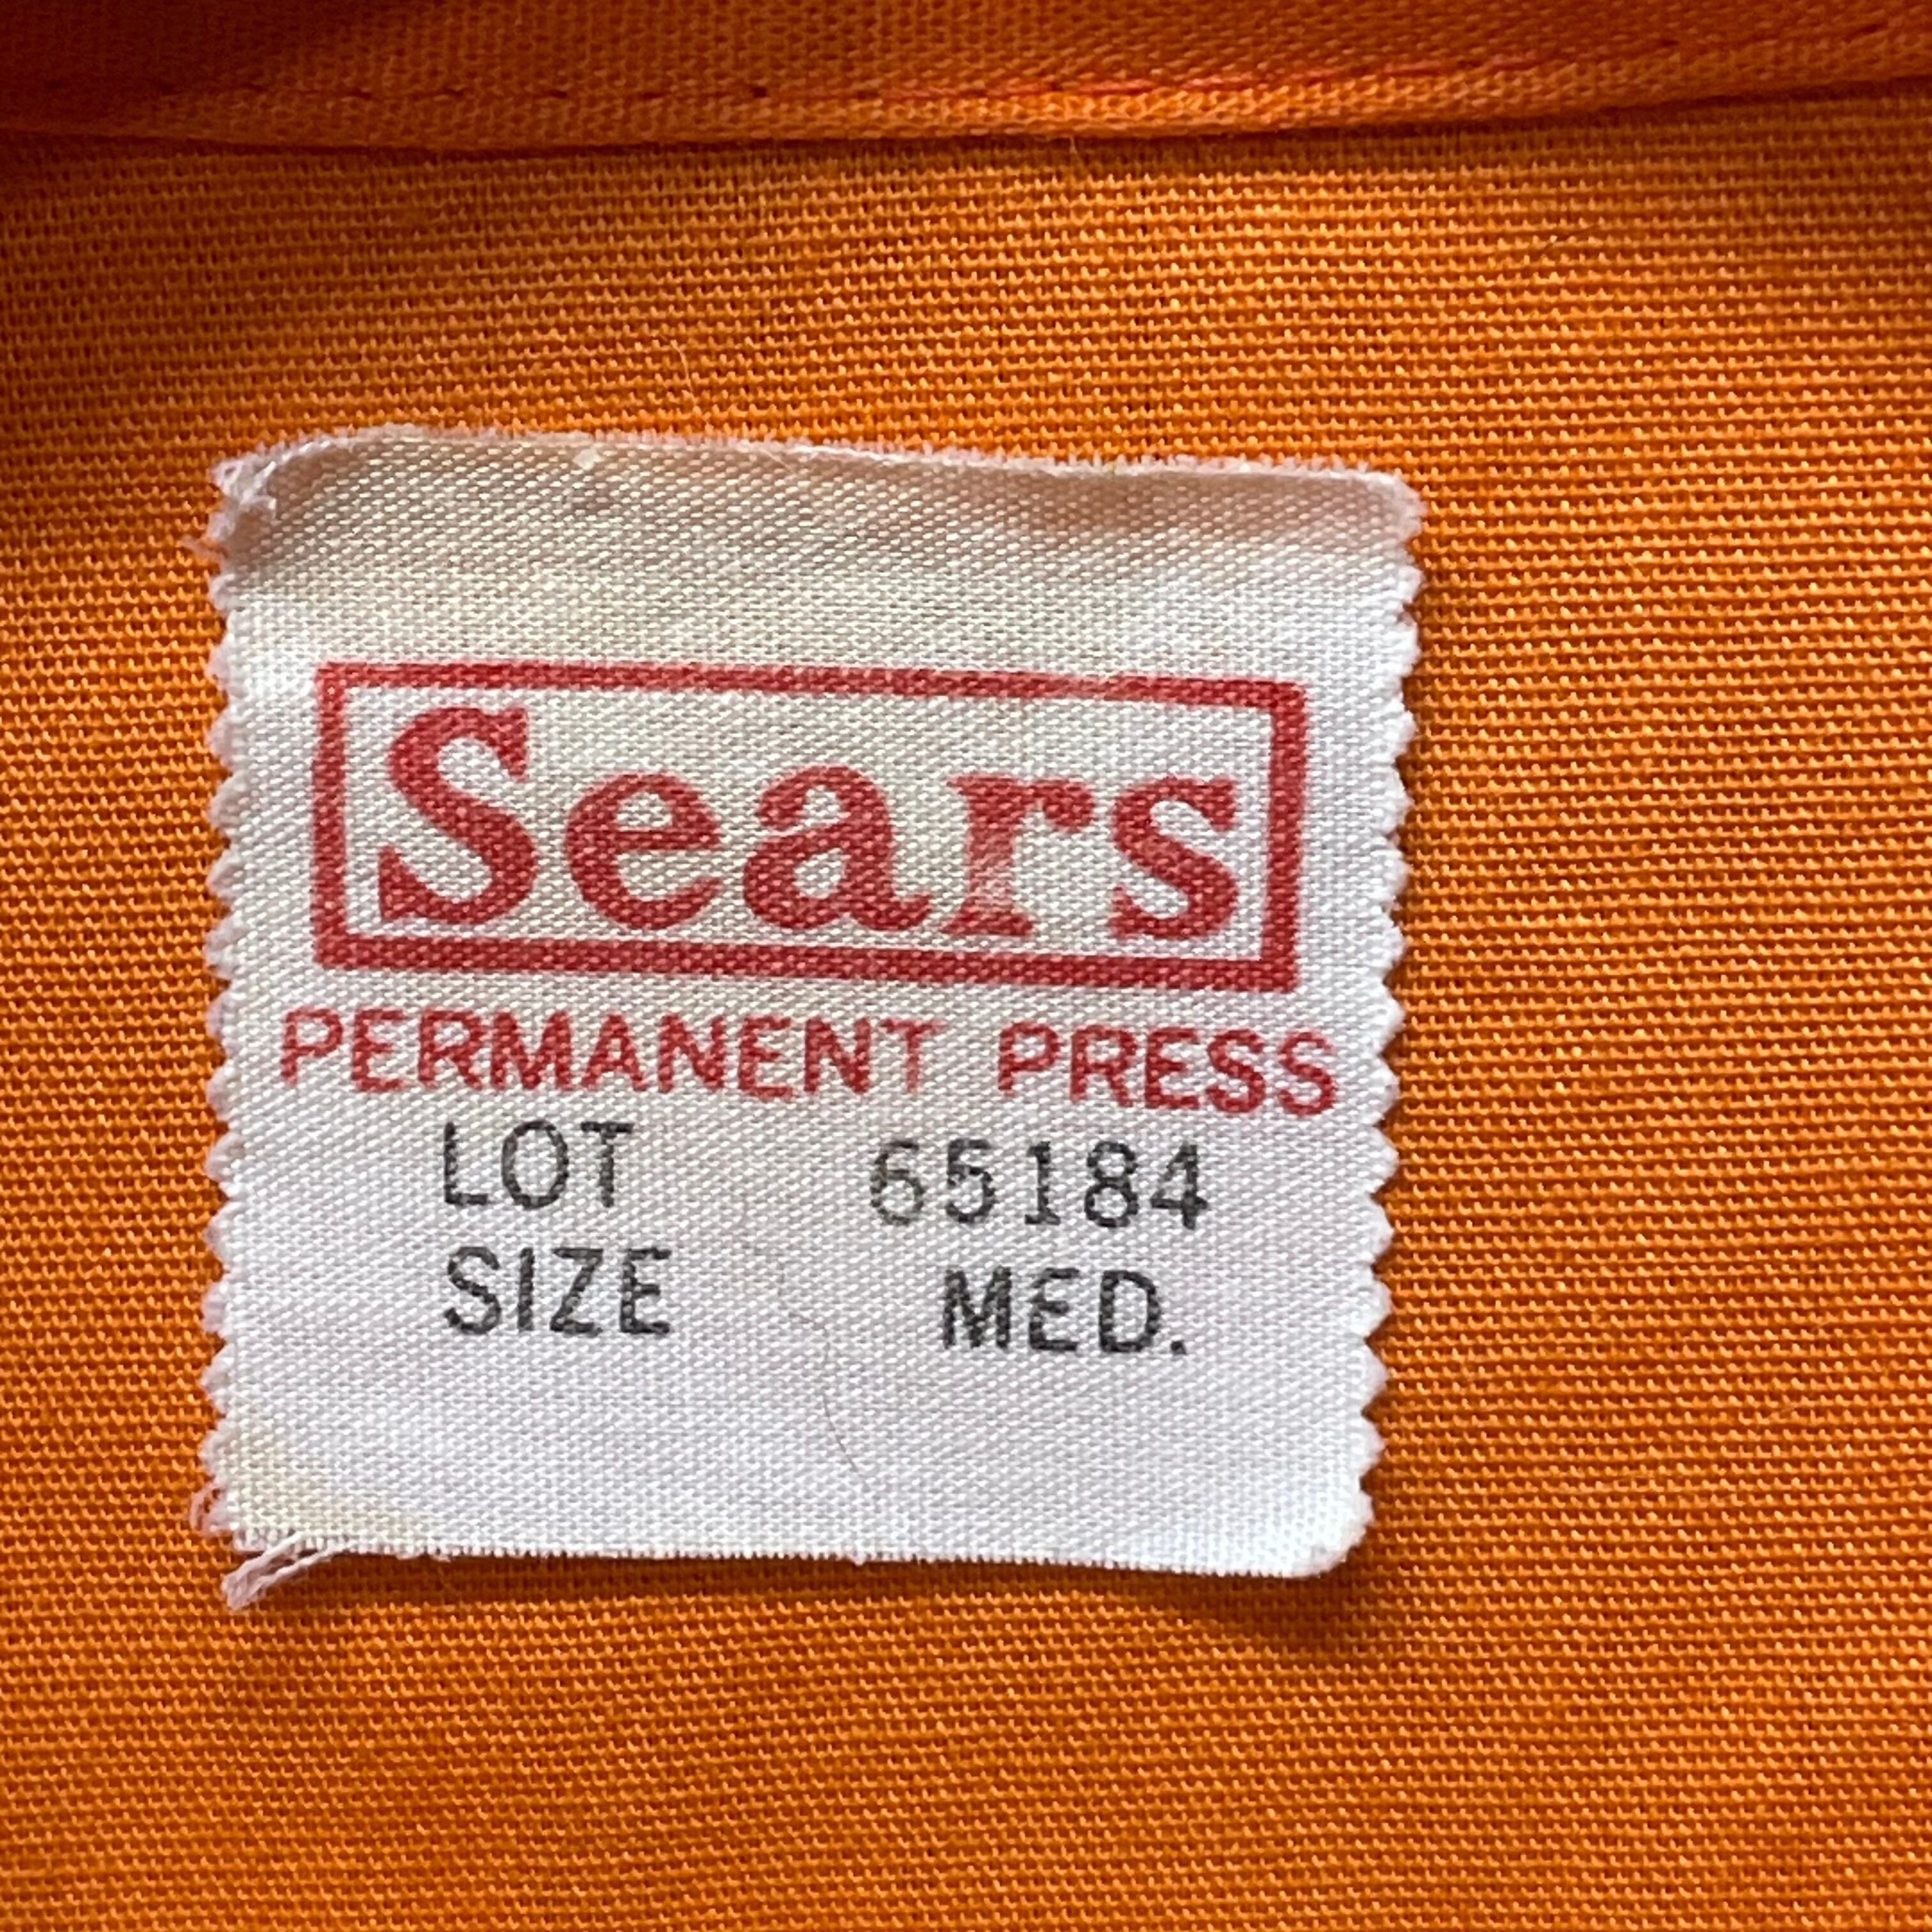 Sears
PERMANENT PRESS
LOT 65184
SIZE MED.